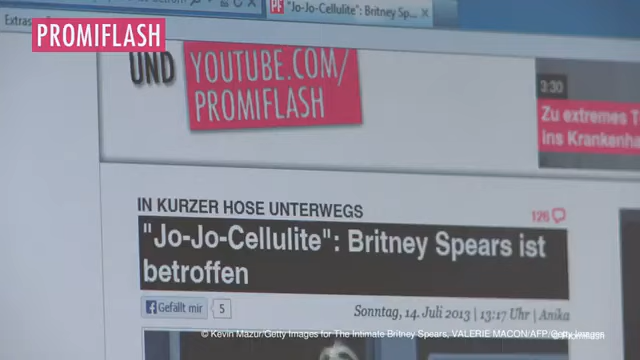 "Jo-Jo-Cellulite": Britney Sp...
Extras
PROMIFLASH
UND YOUTUBE.COM/
PROMIFLASH
3:30
Zu extremes T
ins Krankenha
IN KURZER HOSE UNTERWEGS
126
"Jo-Jo-Cellulite": Britney Spears ist
betroffen
Gefällt mir 5
Sonntag, 14. Juli 2013 | 13:17 Uhr | Anika
© Kevin Mazur/Getty Images for The Intimate Britney Spears, VALERIE MACON/AFP/Getty Images